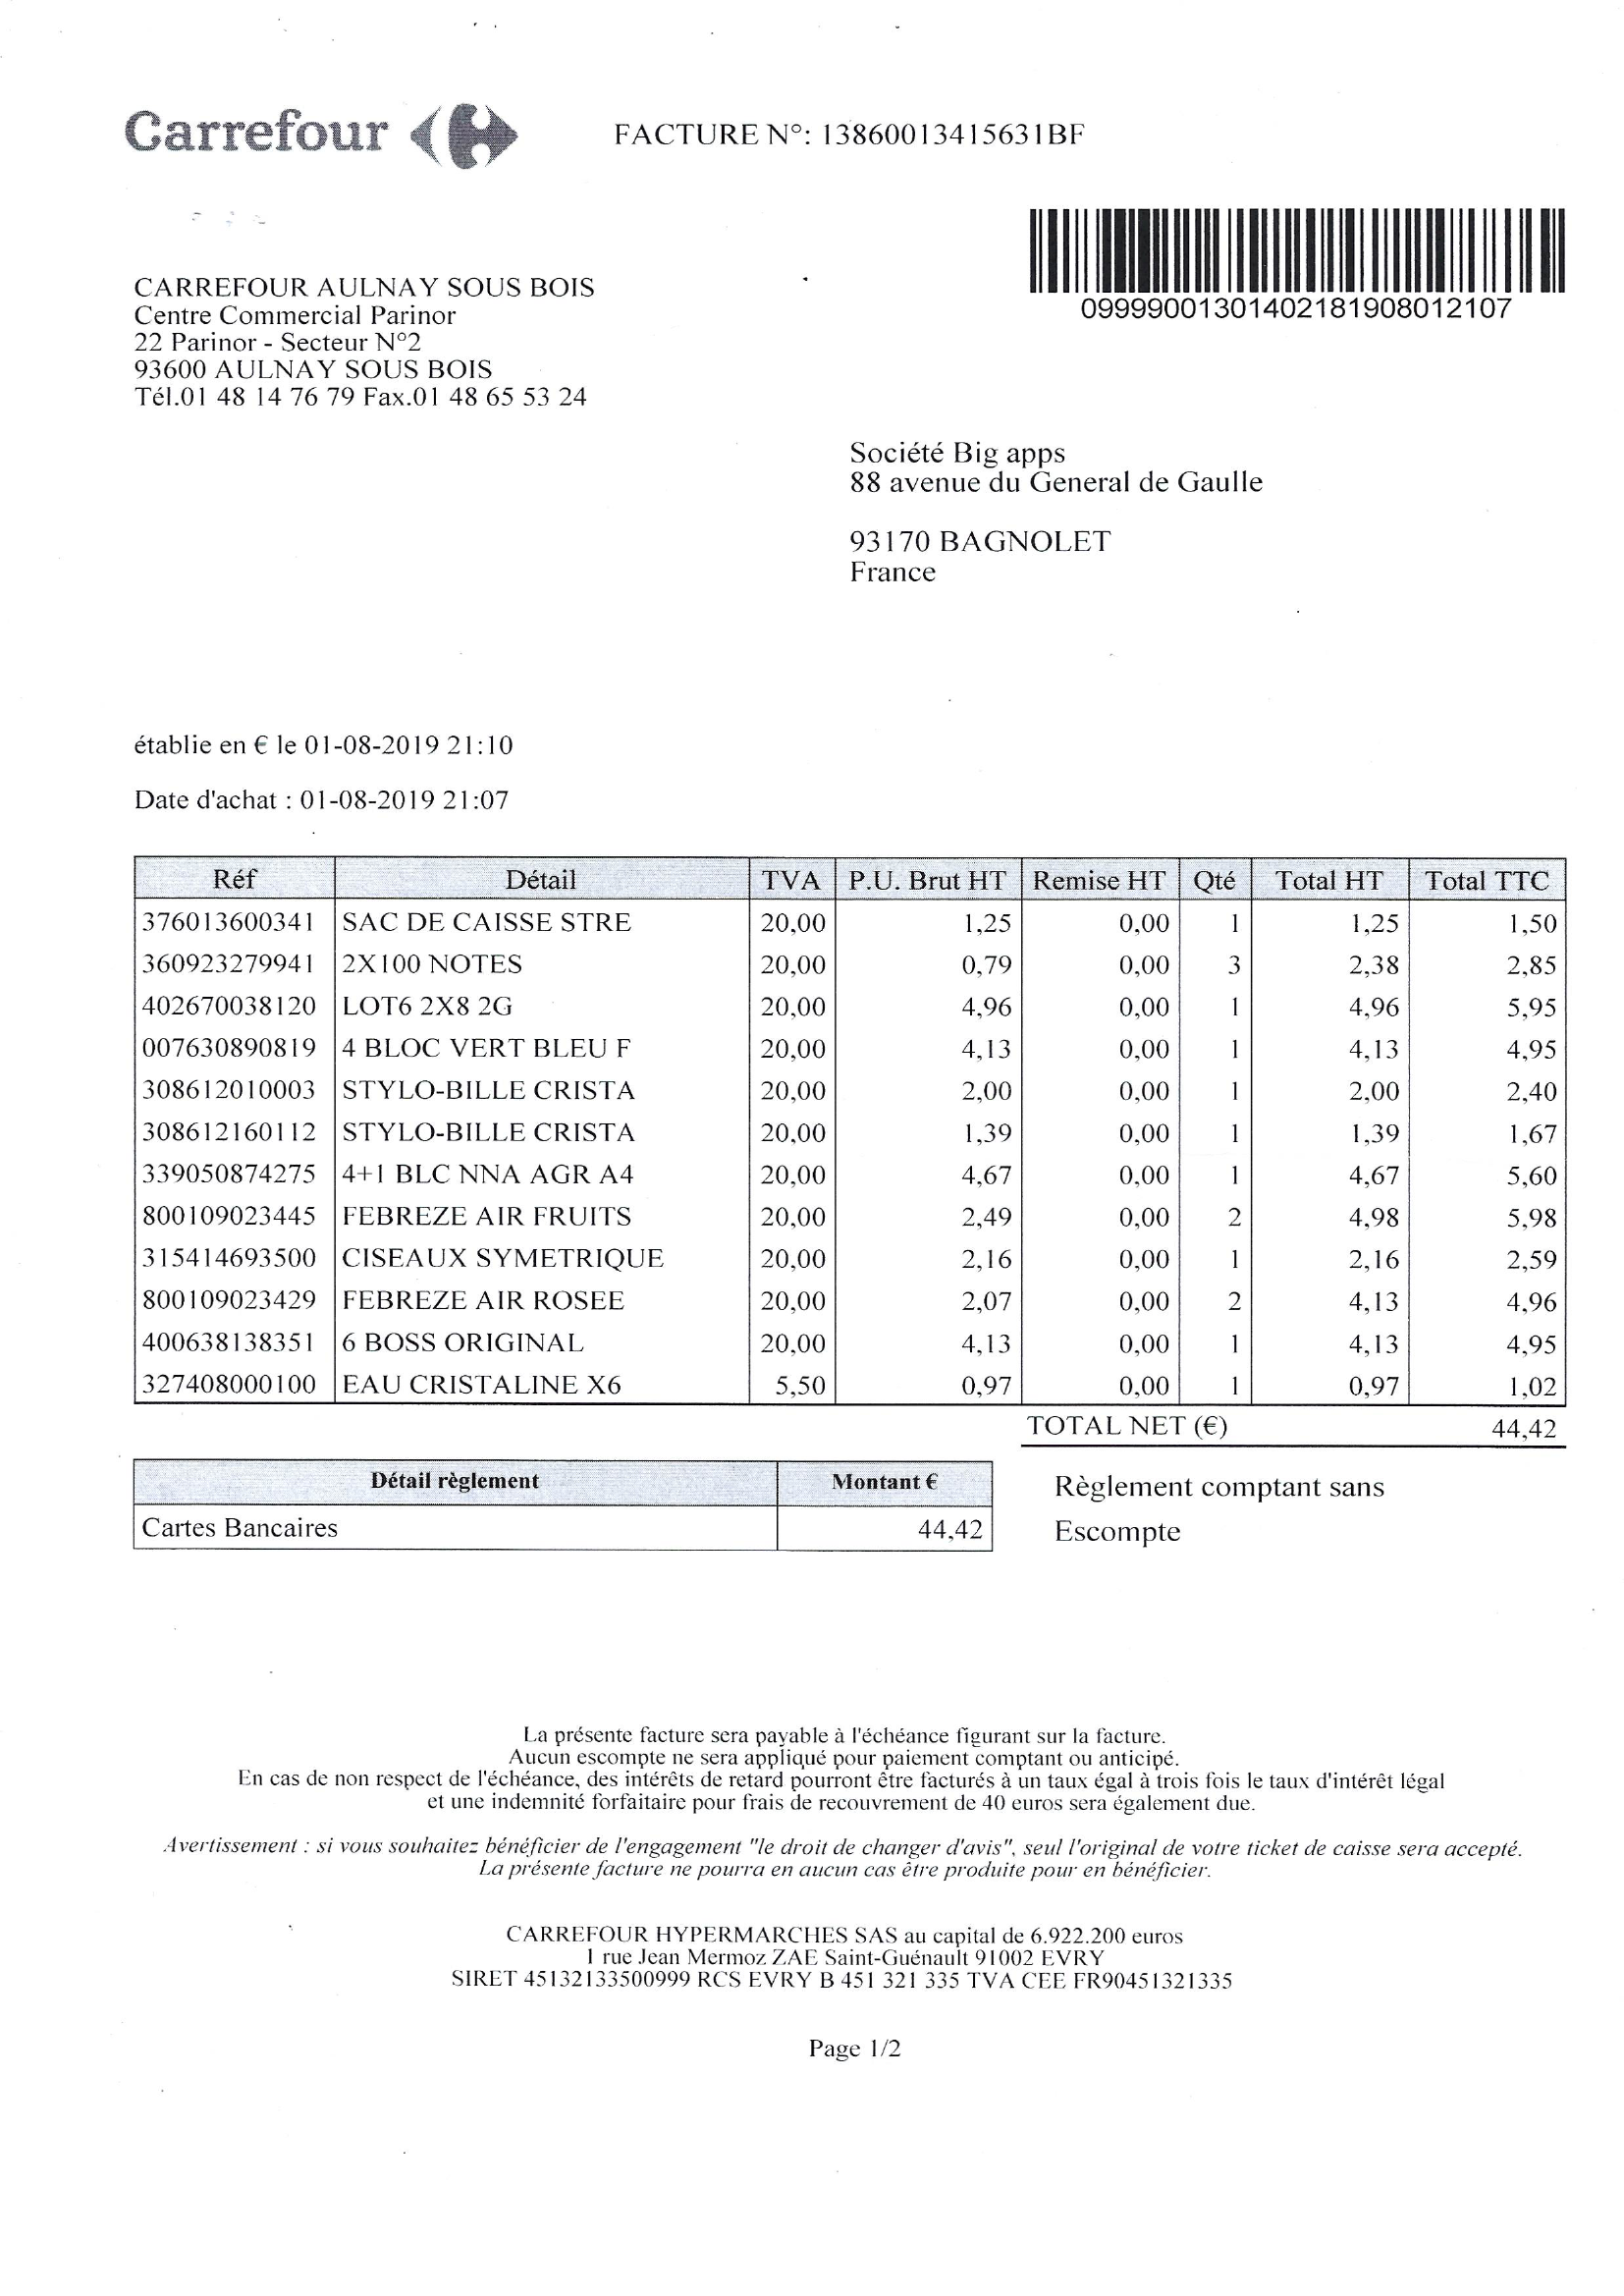 Carrefour
FACTURE N°: 13860013415631BF
09999001301402181908012107
CARREFOUR AULNAY SOUS BOIS
Centre Commercial Parinor
22 Parinor - Secteur N°2
93600 AULNAY SOUS BOIS
Tél.01 48 14 76 79 Fax.01 48 65 53 24
Société Big apps
88 avenue du General de Gaulle
93170 BAGNOLET
France
établie en € le 01-08-2019 21:10
Date d'achat : 01-08-2019 21:07
Réf Détail TVA P.U. Brut HT Remise HT Qté Total HT Total TTC
376013600341 SAC DE CAISSE STRE 20,00 1,25 0,00 1 1,25 1,50
360923279941 2X100 NOTES 20,00 0,79 0,00 3 2,38 2,85
402670038120 LOT6 2X8 2G 20,00 4,96 0,00 1 4,96 5,95
007630890819 4 BLOC VERT BLEU F 20,00 4,13 0,00 1 4,13 4,95
308612010003 STYLO-BILLE CRISTA 20,00 2,00 0,00 1 2,00 2,40
308612160112 STYLO-BILLE CRISTA 20,00 1,39 0,00 1 1,39 1,67
339050874275 4+1 BLC NNA AGR A4 20,00 4,67 0,00 1 4,67 5,60
800109023445 FEBREZE AIR FRUITS 20,00 2,49 0,00 2 4,98 5,98
315414693500 CISEAUX SYMETRIQUE 20,00 2,16 0,00 1 2,16 2,59
800109023429 FEBREZE AIR ROSEE 20,00 2,07 0,00 2 4,13 4,96
400638138351 6 BOSS ORIGINAL 20,00 4,13 0,00 1 4,13 4,95
327408000100 EAU CRISTALINE X6 5,50 0,97 0,00 1 0,97 1,02
TOTAL NET (€) 44,42
Détail règlement Montant €
Cartes Bancaires 44,42
Règlement comptant sans
Escompte
La présente facture sera payable à l'échéance figurant sur la facture.
Aucun escompte ne sera appliqué pour paiement comptant ou anticipé.
En cas de non respect de l'échéance, des intérêts de retard pourront être facturés à un taux égal à trois fois le taux d'intérêt légal
et une indemnité forfaitaire pour frais de recouvrement de 40 euros sera également due.
Avertissement : si vous souhaitez bénéficier de l'engagement "le droit de changer d'avis", seul l'original de votre ticket de caisse sera accepté.
La présente facture ne pourra en aucun cas être produite pour en bénéficier.
CARREFOUR HYPERMARCHES SAS au capital de 6.922.200 euros
1 rue Jean Mermoz ZAE Saint-Guénault 91002 EVRY
SIRET 45132133500999 RCS EVRY B 451 321 335 TVA CEE FR90451321335
Page 1/2